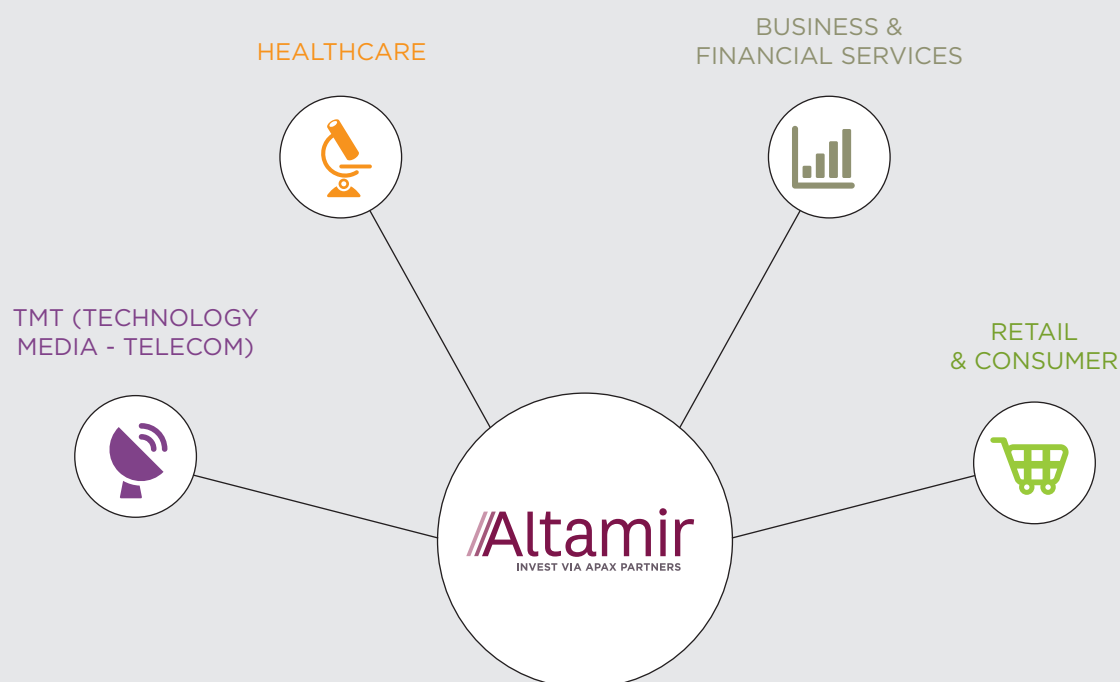 BUSINESS &
FINANCIAL SERVICES
HEALTHCARE
TMT (TECHNOLOGY
MEDIA - TELECOM)
RETAIL
& CONSUMER
Altamir
INVEST VIA APAX PARTNERS